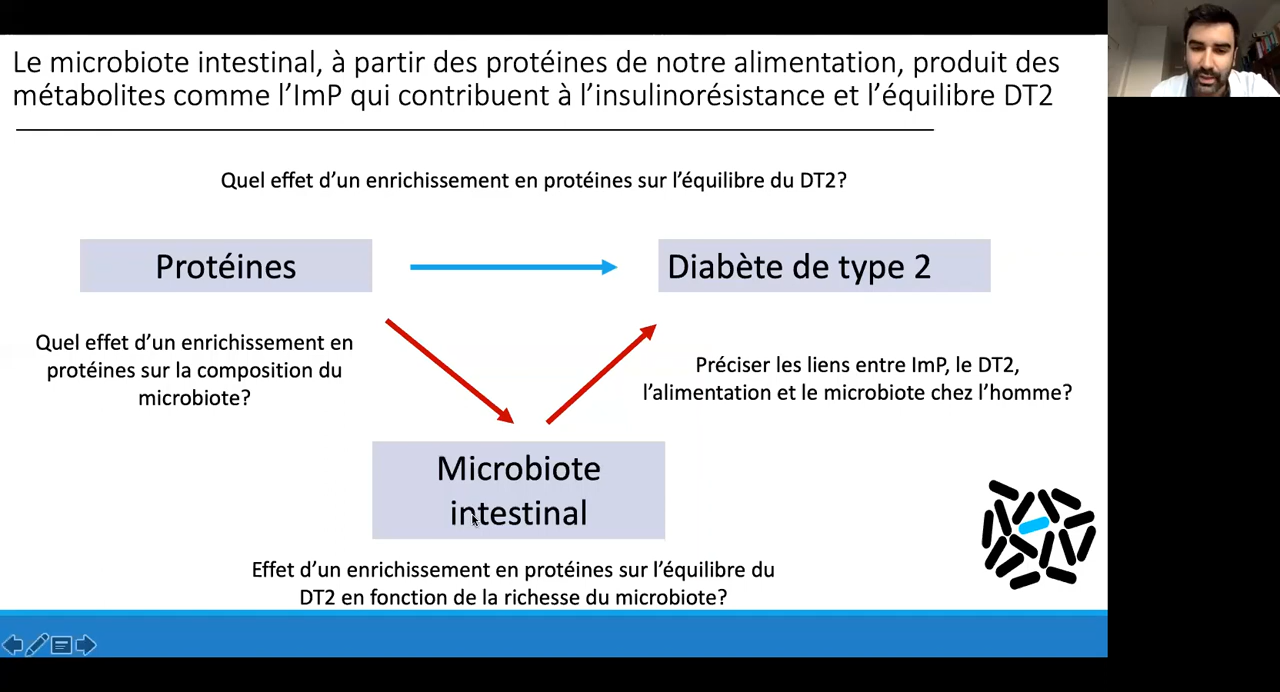 Le microbiote intestinal, à partir des protéines de notre alimentation, produit des
métabolites comme l'ImP qui contribuent à l'insulinorésistance et l'équilibre DT2
Quel effet d'un enrichissement en protéines sur l'équilibre du DT2?
Protéines
Diabète de type 2
Quel effet d'un enrichissement en
protéines sur la composition du
microbiote?
Préciser les liens entre ImP, le DT2,
l'alimentation et le microbiote chez l'homme?
Microbiote
intestinal
Effet d'un enrichissement en protéines sur l'équilibre du
DT2 en fonction de la richesse du microbiote?